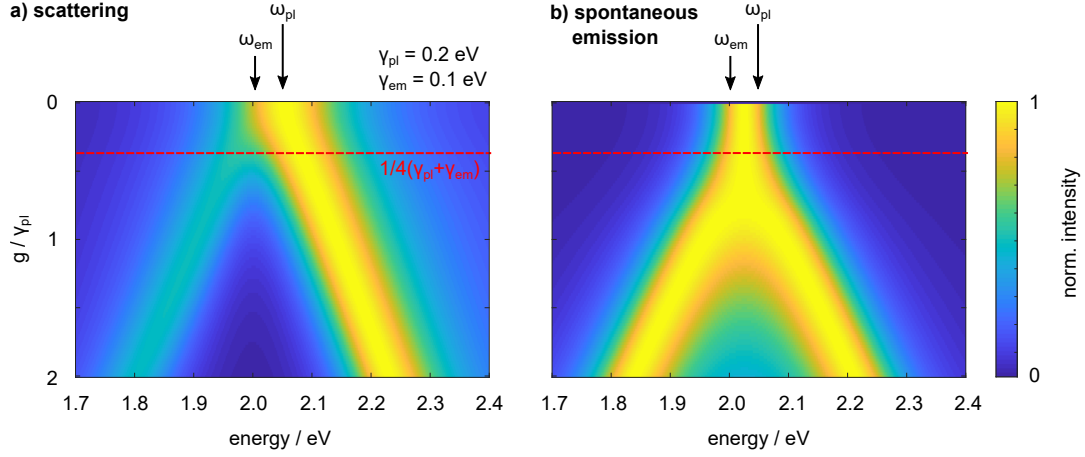 a) scattering
ω_pl
ω_em
γ_pl = 0.2 eV
γ_em = 0.1 eV
b) spontaneous
emission
ω_pl
ω_em
0
1
2
g / γ_pl
1/4(γ_pl+γ_em)
1.7 1.8 1.9 2.0 2.1 2.2 2.3 2.4
energy / eV
1.7 1.8 1.9 2.0 2.1 2.2 2.3 2.4
energy / eV
1
0
norm. intensity